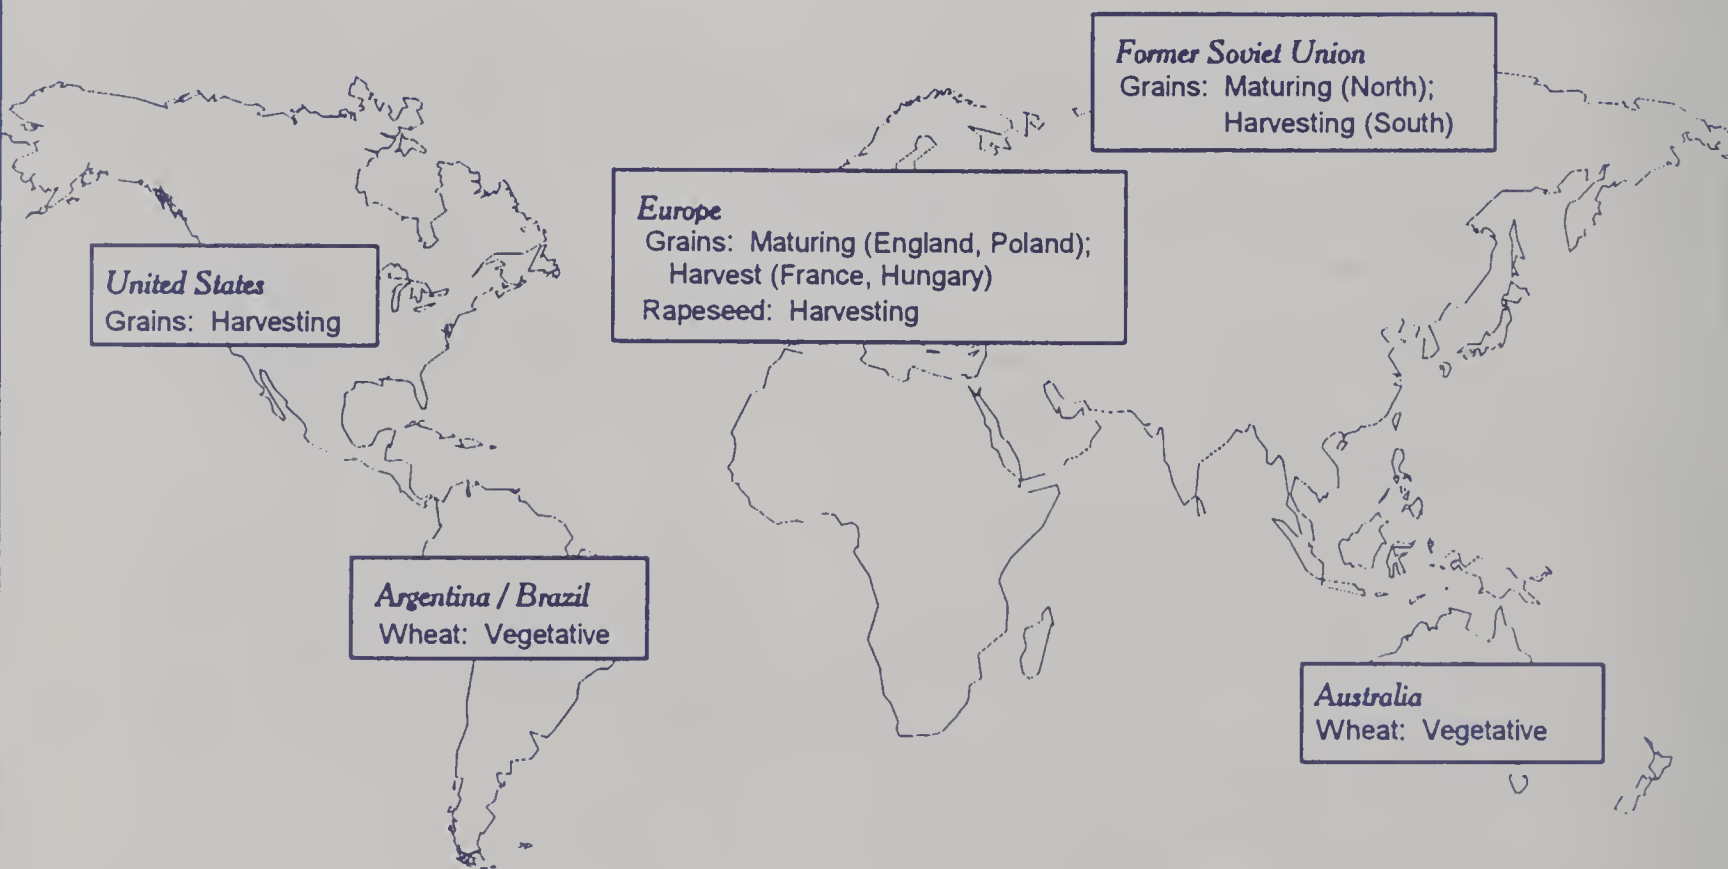 Former Soviet Union
Grains: Maturing (North);
Harvesting (South)
Europe
Grains: Maturing (England, Poland);
Harvest (France, Hungary)
Rapeseed: Harvesting
United States
Grains: Harvesting
Argentina / Brazil
Wheat: Vegetative
Australia
Wheat: Vegetative